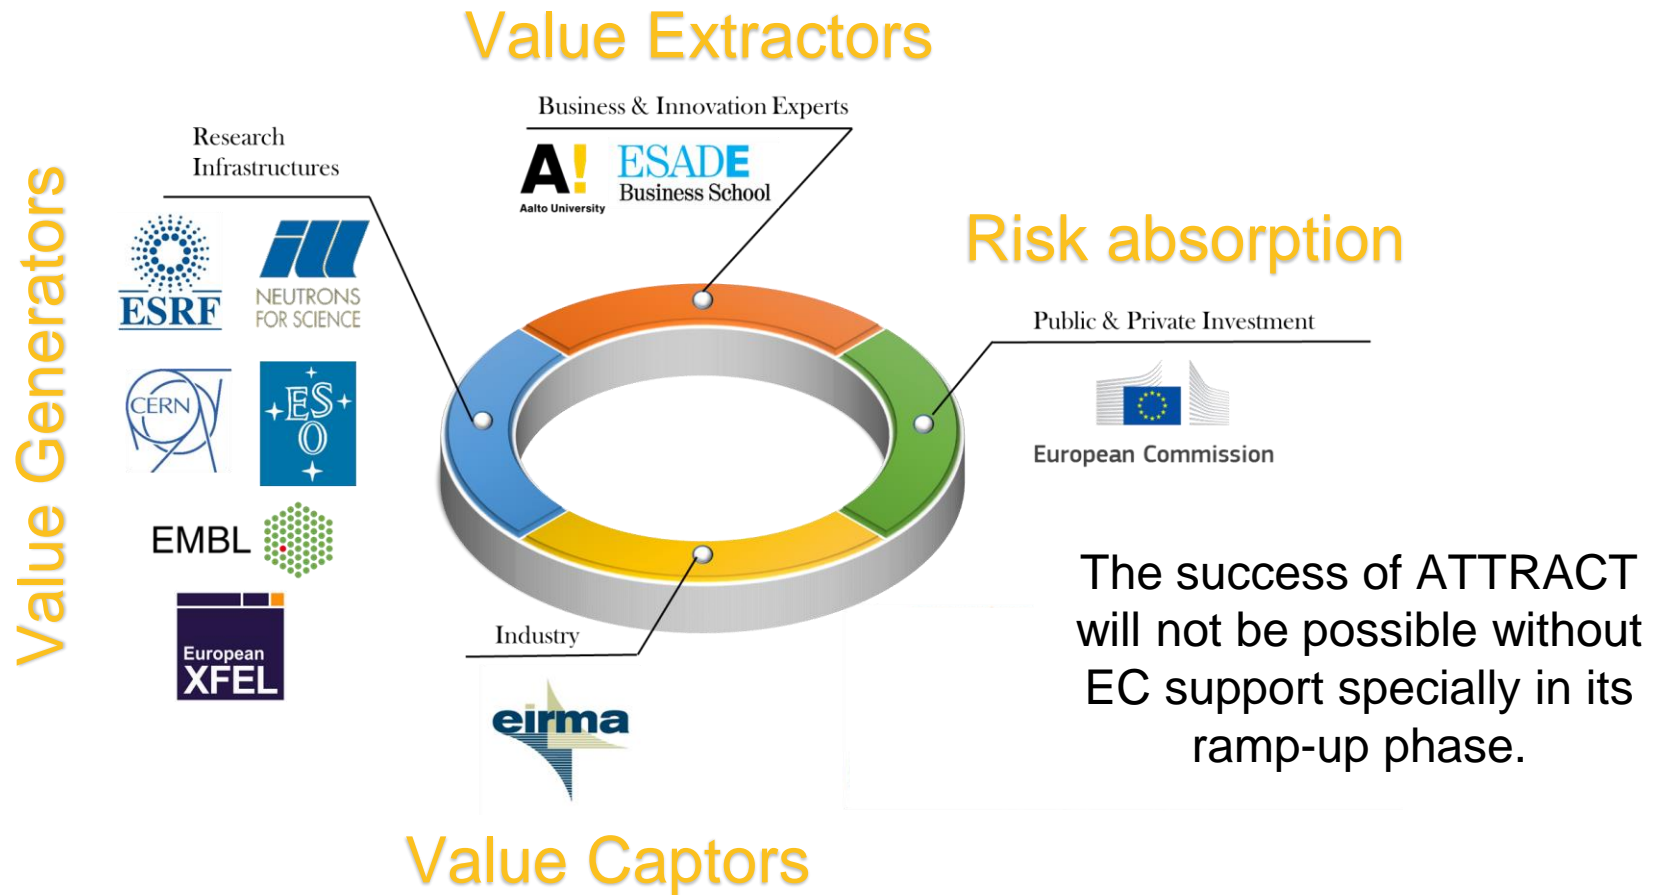 Value Extractors
Business & Innovation Experts
A!
Aalto University
ESADE
Business School
Research
Infrastructures
Value Generators
ESRF
ill
NEUTRONS
FOR SCIENCE
CERN
ES
O
EMBL
European
XFEL
Risk absorption
Public & Private Investment
European Commission
Industry
eirma
The success of ATTRACT
will not be possible without
EC support specially in its
ramp-up phase.
Value Captors